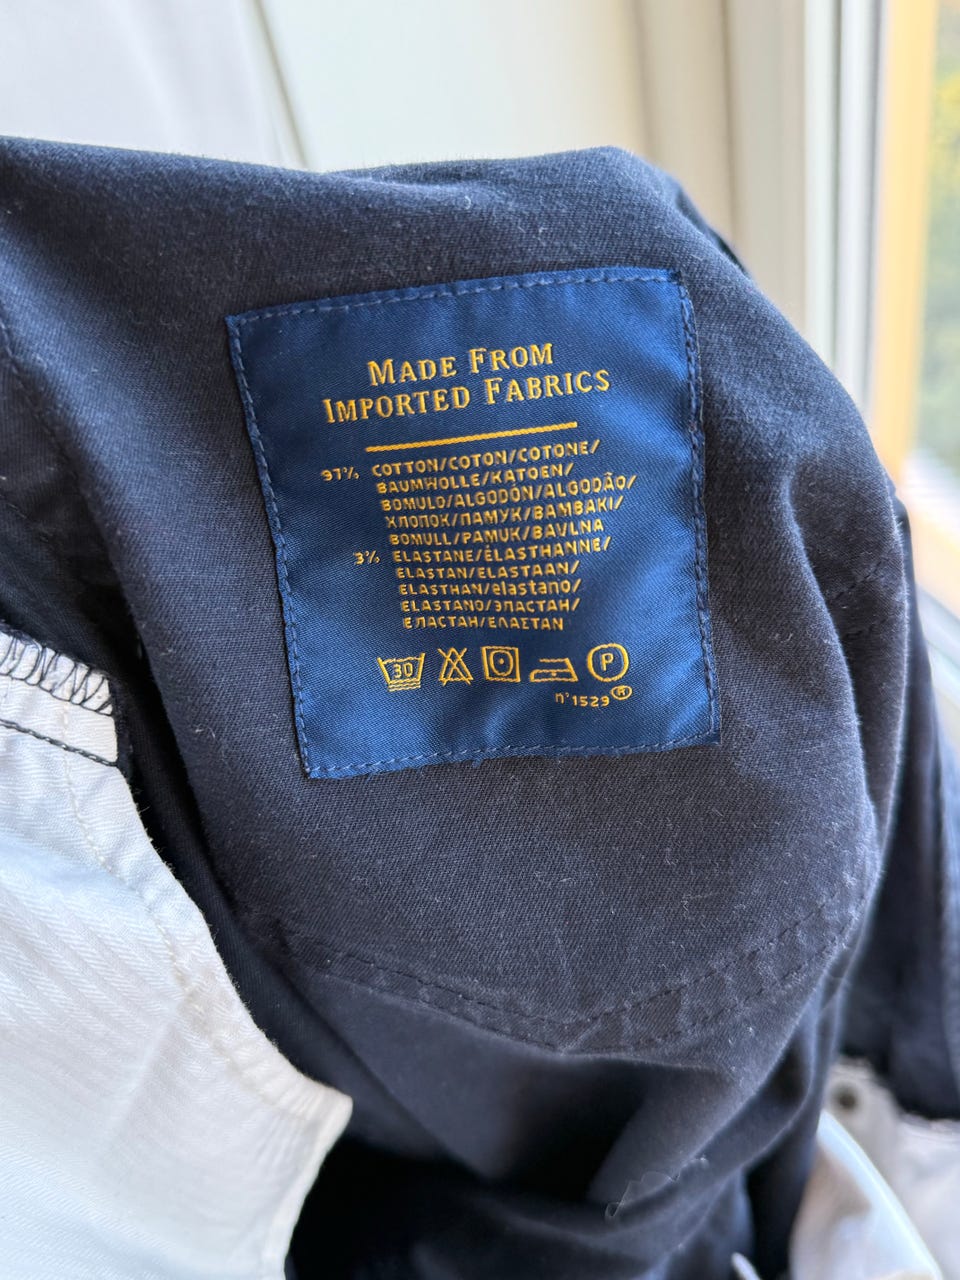 MADE FROM
IMPORTED FABRICS
97% COTTON/COTON/COTONE/
BAUMWOLLE/KATOEN/
BOMULD/ALGODÓN/ALGODÃO/
ХЛОПОК/ПАМУК/BAMBAKI/
BOMULL/PAMUK/BAVLNA
3% ELASTANE/ÉLASTHANNE/
ELASTAN/ELASTAAN/
ELASTHAN/elastano/
ELASTANO/ЭЛАСТАН/
ЕЛАСТАН/ΕΛΑΣΤΑΝ
30 P
n°1529 R